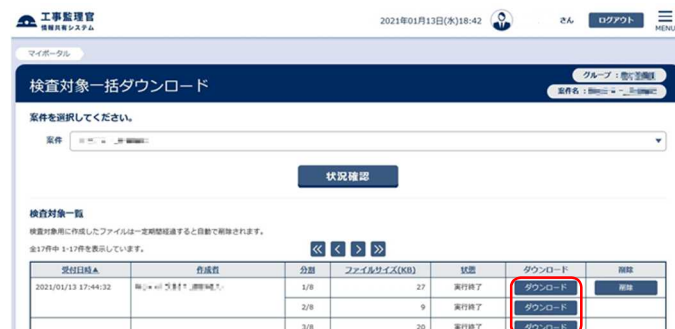 工事監理官
情報共有システム
2021年01月13日(水)18:42 さん ログアウト MENU
マイポータル
検査対象一括ダウンロード
グループ:
案件名:
案件を選択してください。
案件
状況確認
検査対象一覧
検査対象用に作成したファイルは一定期間経過すると自動で削除されます。
全17件中 1-17件を表示しています。
受付日時▲ 作成者 分割 ファイルサイズ(KB) 状態 ダウンロード 削除
2021/01/13 17:44:32 1/8 27 実行終了 ダウンロード 削除
2/8 9 実行終了 ダウンロード
3/8 20 実行終了 ダウンロード